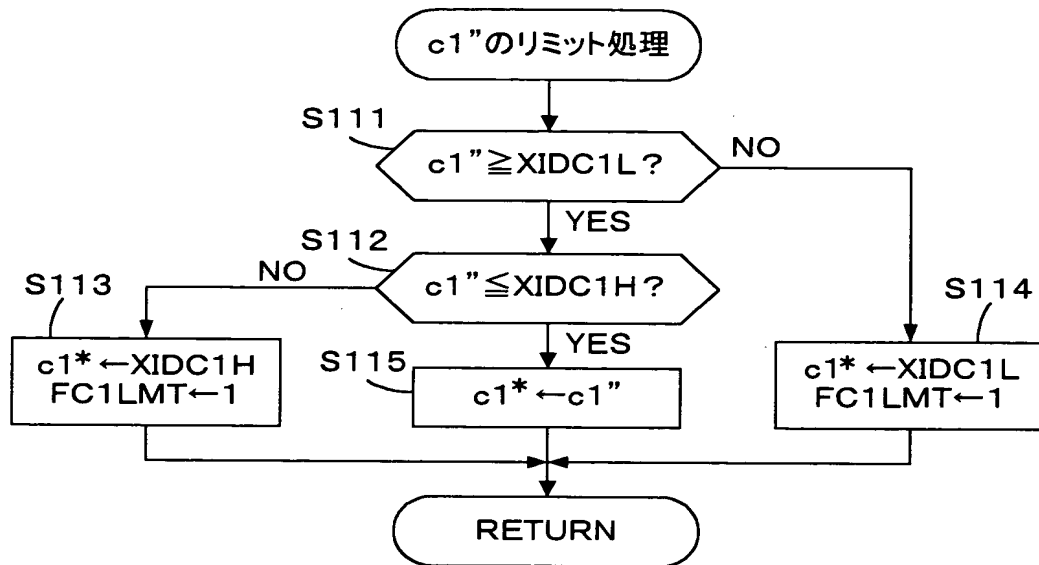 c1”のリミット処理
S111
c1”≧XIDC1L?
NO
YES
S112
c1”≦XIDC1H?
NO
YES
S113
c1*←XIDC1H
FC1LMT←1
S115
c1*←c1”
S114
c1*←XIDC1L
FC1LMT←1
RETURN